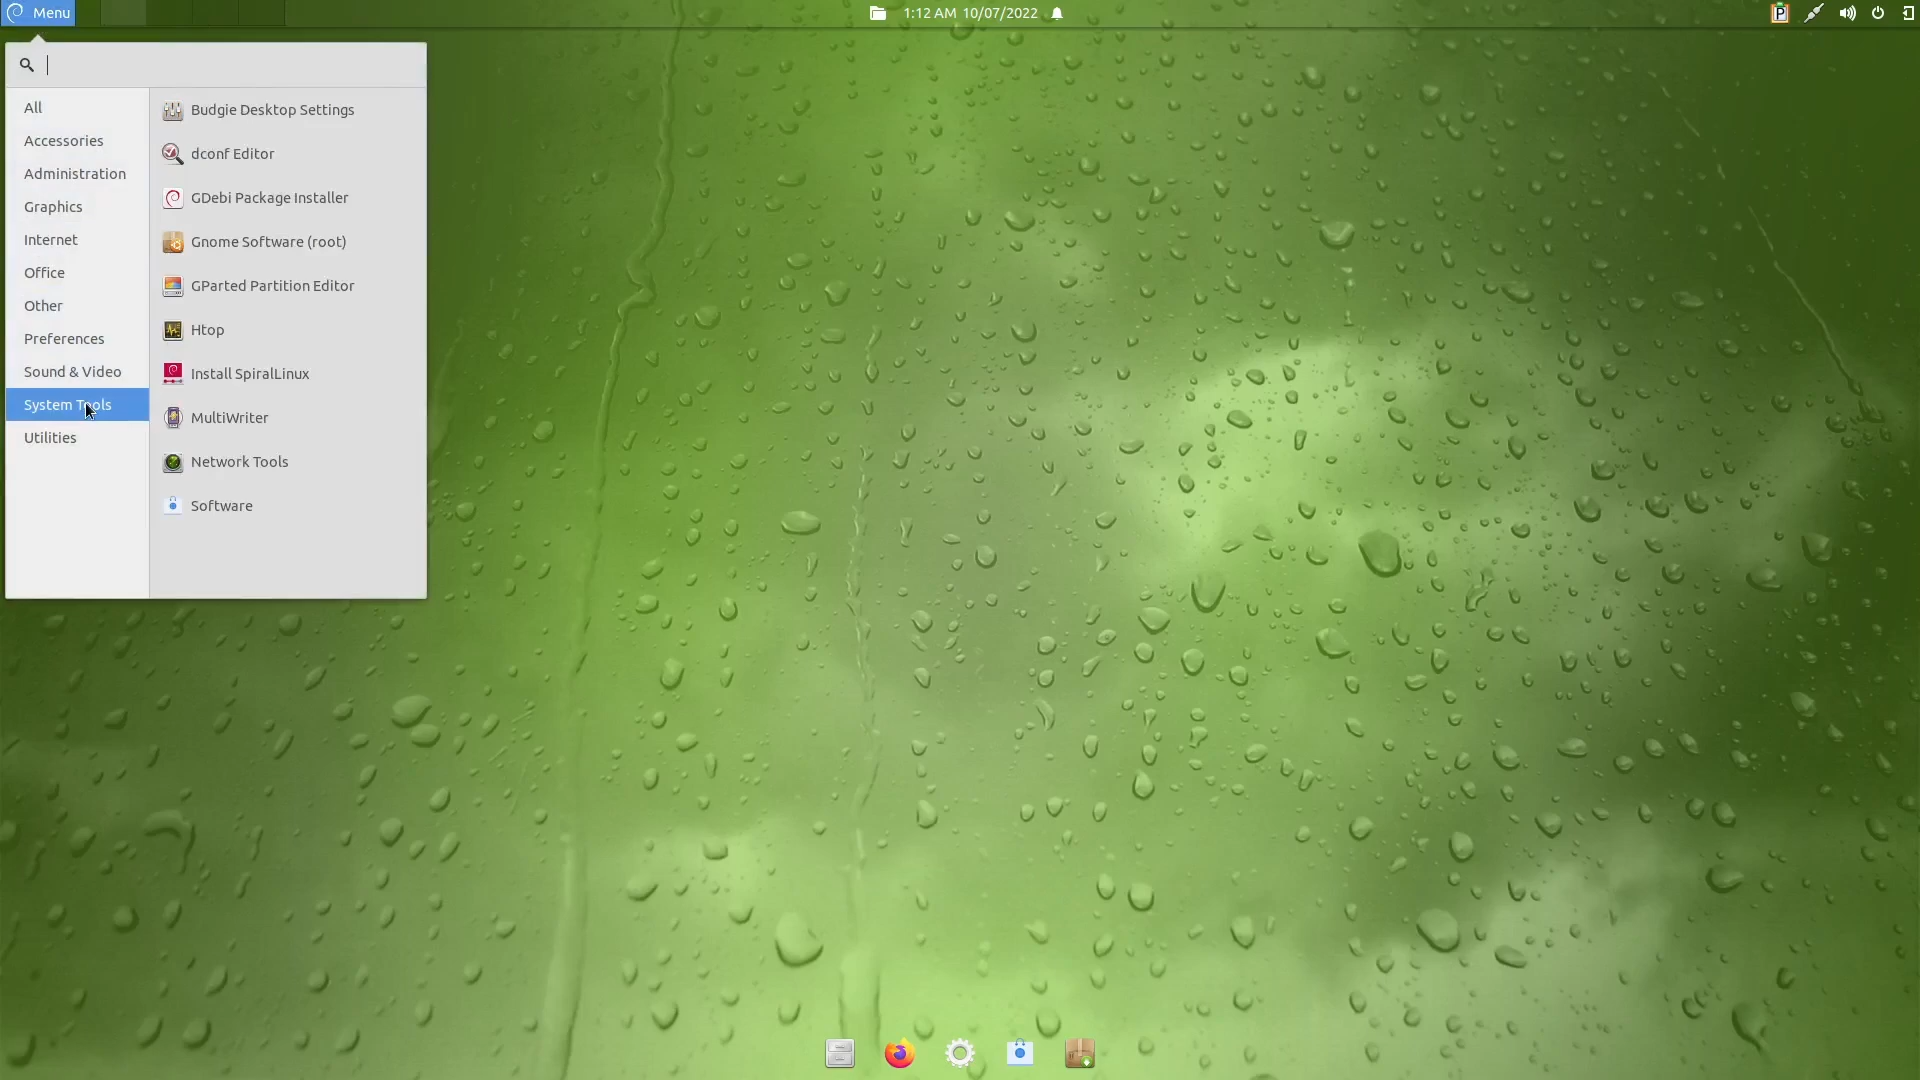 Menu
1:12 AM 10/07/2022
P
All
Accessories
Administration
Graphics
Internet
Office
Other
Preferences
Sound & Video
System Tools
Utilities
Budgie Desktop Settings
dconf Editor
GDebi Package Installer
Gnome Software (root)
GParted Partition Editor
Htop
Install SpiralLinux
MultiWriter
Network Tools
Software